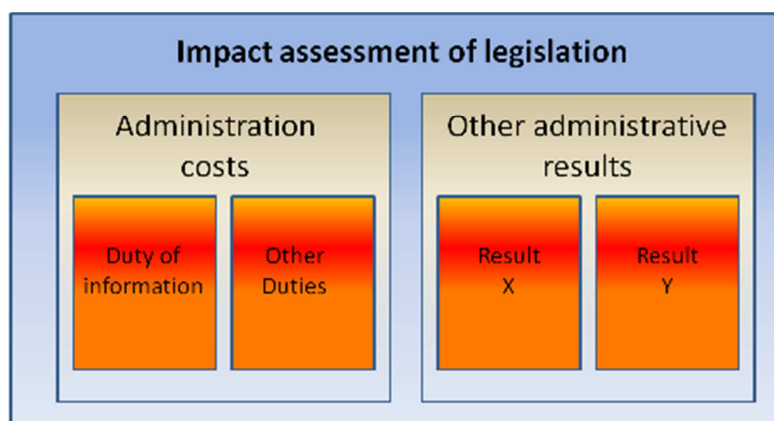 Impact assessment of legislation
Administration
costs
Other administrative
results
Duty of
information
Other
Duties
Result
X
Result
Y